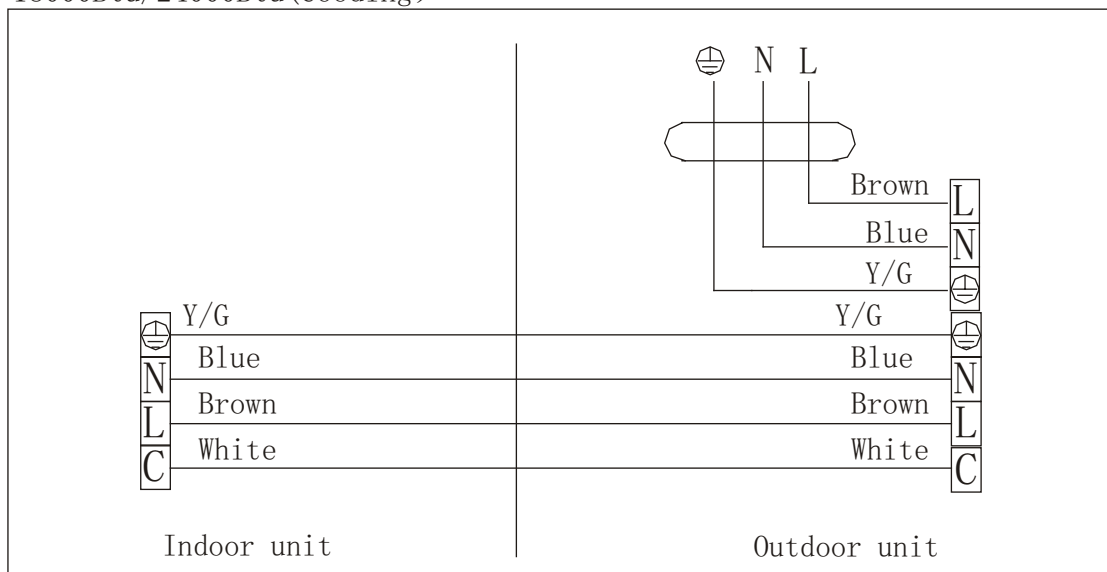 N L
Brown L
Blue N
Y/G
Y/G Y/G
Blue Blue
N N
Brown Brown
L L
White White
C C
Indoor unit Outdoor unit